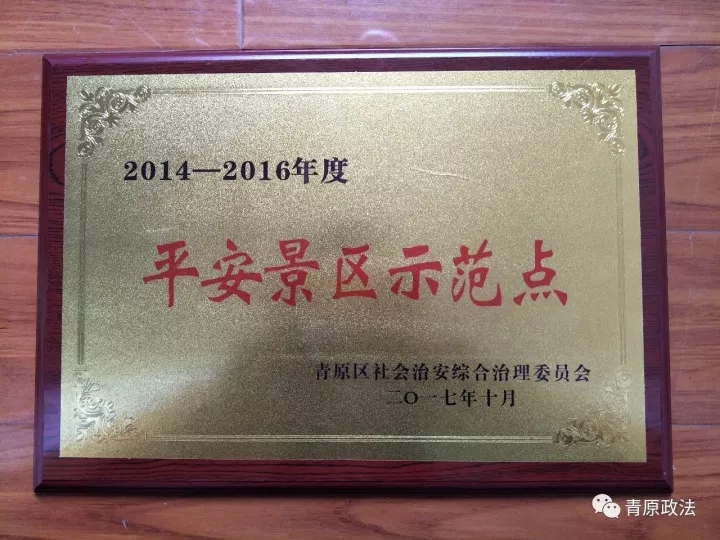 2014—2016年度
平安景区示范点
青原区社会治安综合治理委员会
二〇一七年十月
青原政法